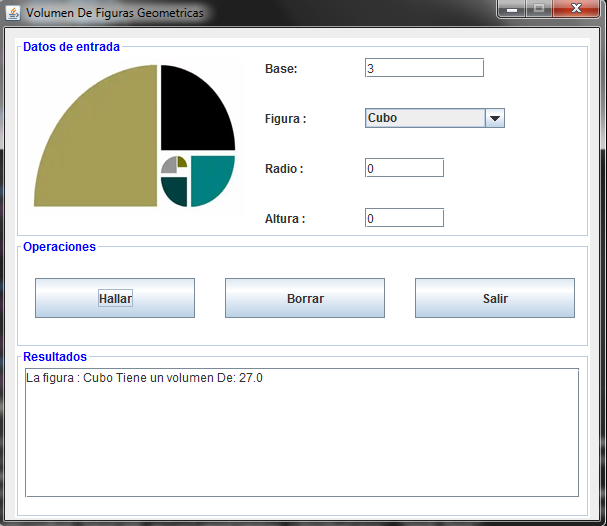 Volumen De Figuras Geometricas
Datos de entrada
Base: 3
Figura : Cubo
Radio : 0
Altura : 0
Operaciones
Hallar Borrar Salir
Resultados
La figura : Cubo Tiene un volumen De: 27.0